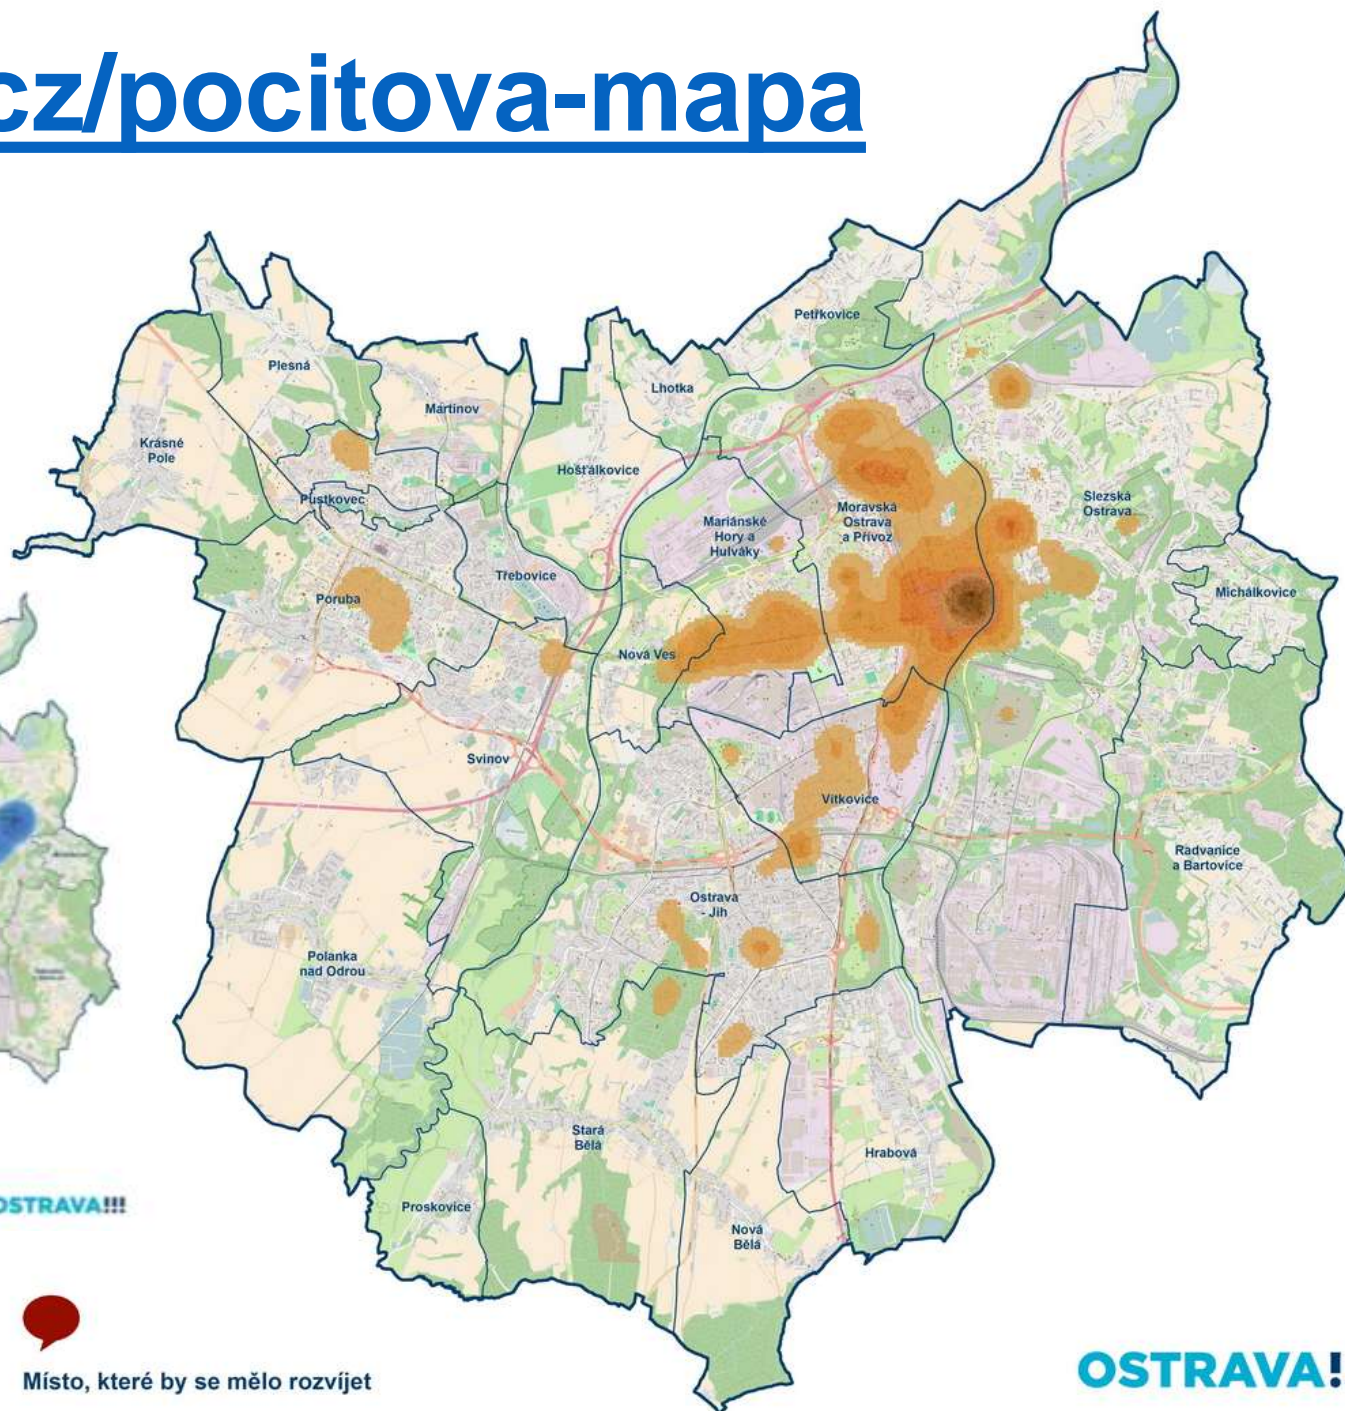 cz/pocitova-mapa
Petřkovice
Plesná
Lhotka
Martinov
Krásné
Pole
Hošťálkovice
Pustkovec
Slezská
Ostrava
Moravská
Ostrava
a Přívoz
Mariánské
Hory a
Hulváky
Třebovice
Michálkovice
Poruba
Nová Ves
Svinov
Vítkovice
Radvanice
a Bartovice
Ostrava
- Jih
Polanka
nad Odrou
Stará
Bělá
Hrabová
Proskovice
Nová
Bělá
OSTRAVA!!!
Místo, které by se mělo rozvíjet
OSTRAVA!